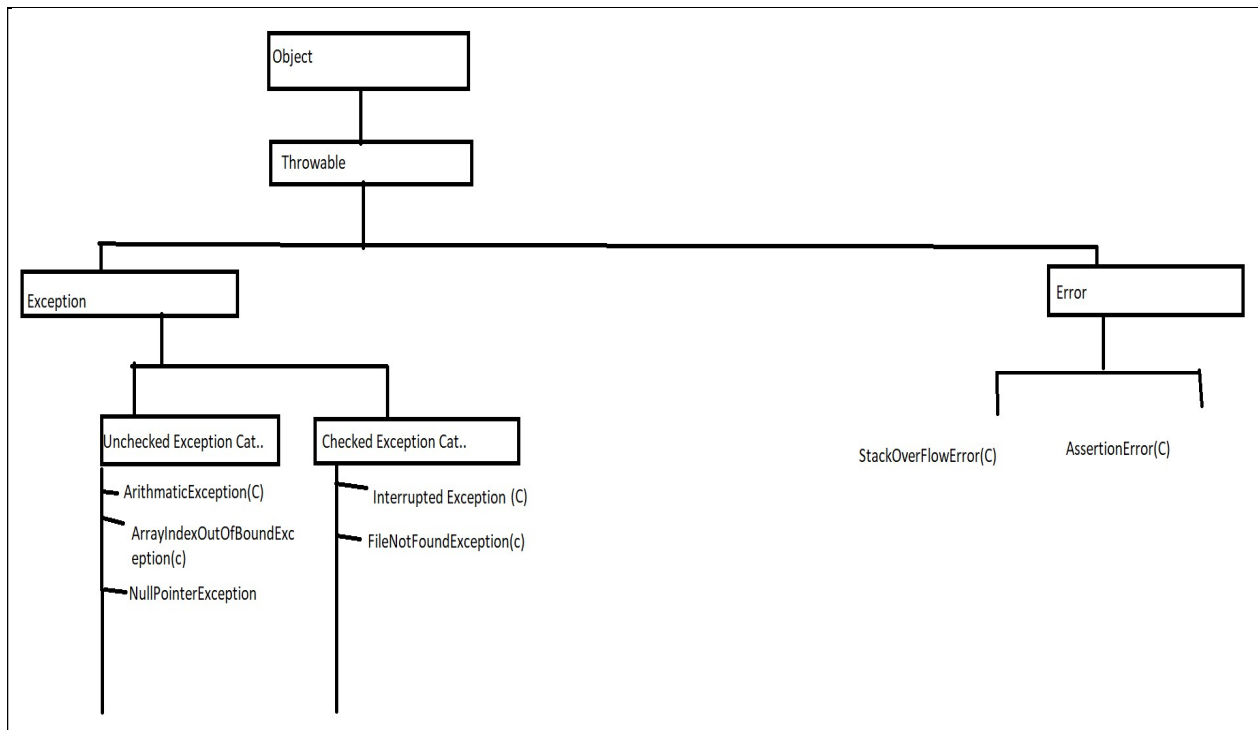 Object
Throwable
Exception
Error
Unchecked Exception Cat..
Checked Exception Cat..
ArithmaticException(C)
ArrayIndexOutOfBoundExc
eption(c)
NullPointerException
Interrupted Exception (C)
FileNotFoundException(c)
StackOverFlowError(C)
AssertionError(C)